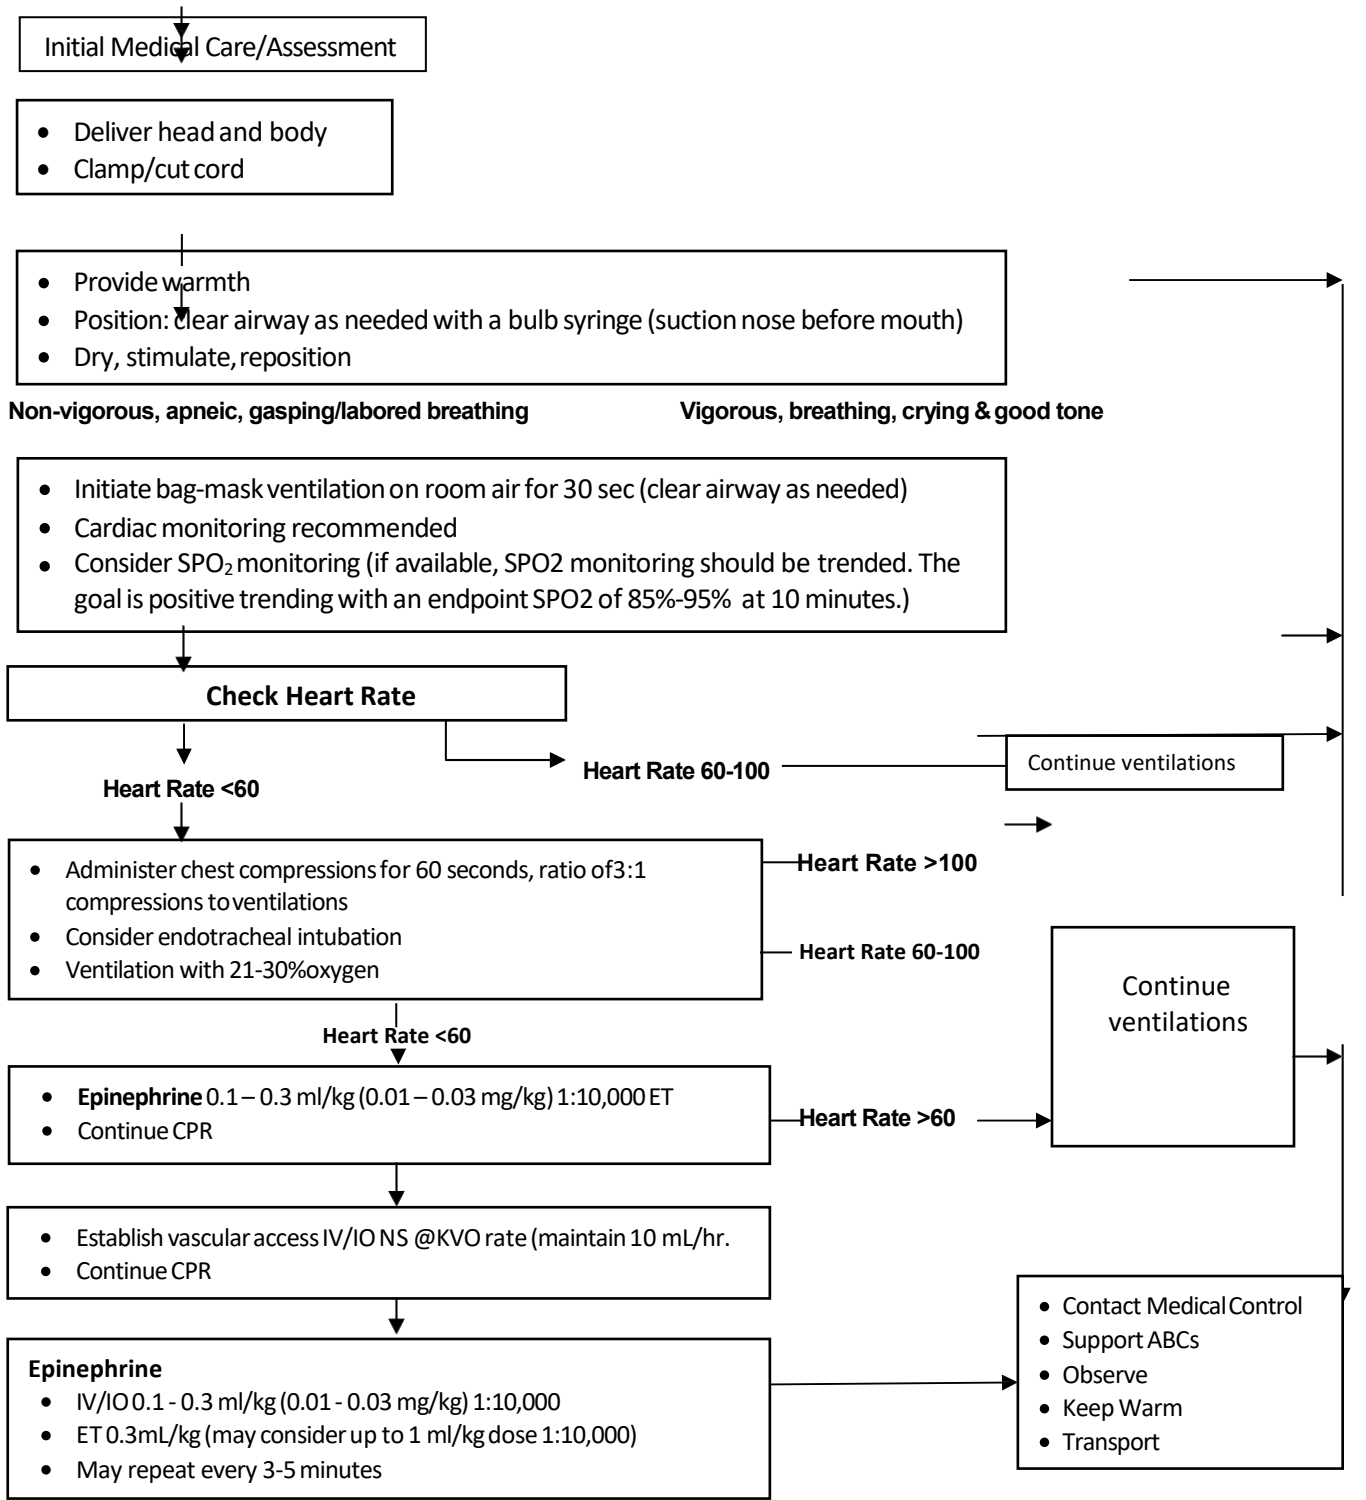 Initial Medical Care/Assessment
• Deliver head and body
• Clamp/cut cord
• Provide warmth
• Position: clear airway as needed with a bulb syringe (suction nose before mouth)
• Dry, stimulate, reposition
Non-vigorous, apneic, gasping/labored breathing
Vigorous, breathing, crying & good tone
• Initiate bag-mask ventilation on room air for 30 sec (clear airway as needed)
• Cardiac monitoring recommended
• Consider SPO₂ monitoring (if available, SPO2 monitoring should be trended. The
goal is positive trending with an endpoint SPO2 of 85%-95% at 10 minutes.)
Check Heart Rate
Heart Rate 60-100
Continue ventilations
Heart Rate <60
• Administer chest compressions for 60 seconds, ratio of 3:1
compressions to ventilations
• Consider endotracheal intubation
• Ventilation with 21-30% oxygen
Heart Rate >100
Heart Rate 60-100
Continue
ventilations
Heart Rate <60
• Epinephrine 0.1 – 0.3 ml/kg (0.01 – 0.03 mg/kg) 1:10,000 ET
• Continue CPR
Heart Rate >60
• Establish vascular access IV/IO NS @ KVO rate (maintain 10 mL/hr.
• Continue CPR
Epinephrine
• IV/IO 0.1 - 0.3 ml/kg (0.01 - 0.03 mg/kg) 1:10,000
• ET 0.3mL/kg (may consider up to 1 ml/kg dose 1:10,000)
• May repeat every 3-5 minutes
• Contact Medical Control
• Support ABCs
• Observe
• Keep Warm
• Transport